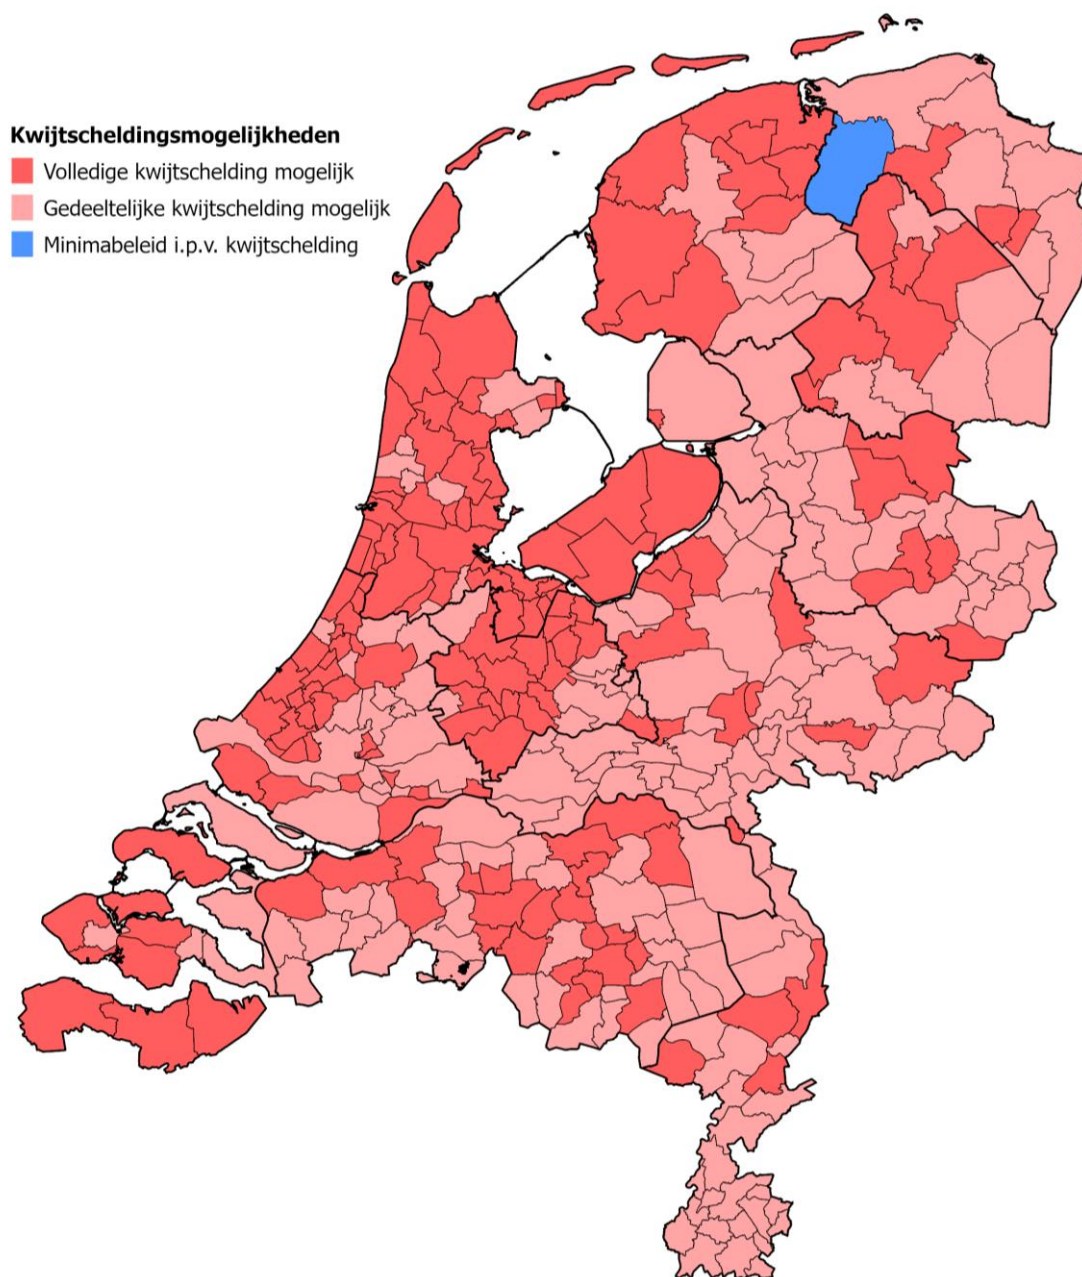 Kwijtscheldingsmogelijkheden
Volledige kwijtschelding mogelijk
Gedeeltelijke kwijtschelding mogelijk
Minimabeleid i.p.v. kwijtschelding